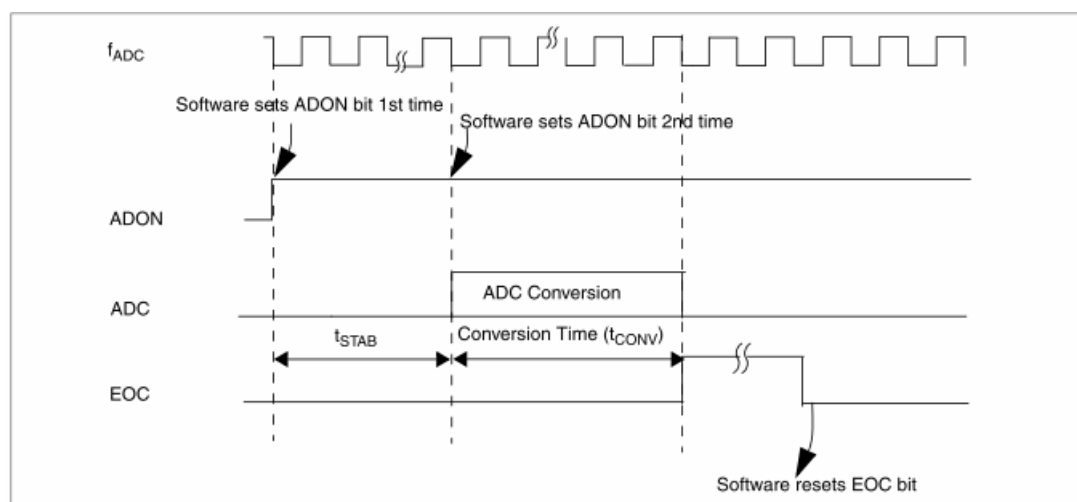 fADC
Software sets ADON bit 1st time
Software sets ADON bit 2nd time
ADON
ADC Conversion
ADC
tSTAB
Conversion Time (tCONV)
EOC
Software resets EOC bit